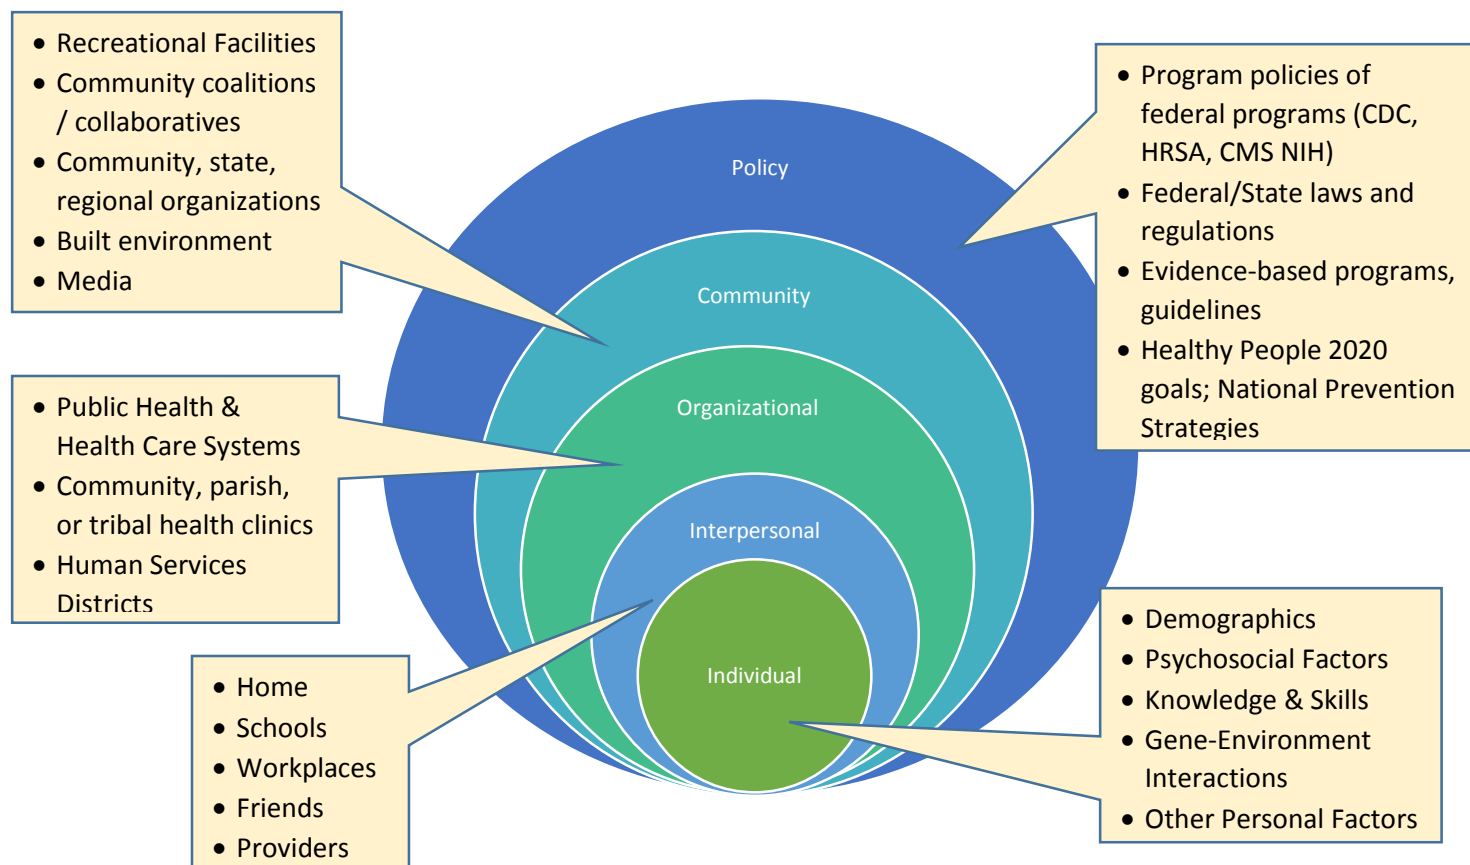 • Recreational Facilities
• Community coalitions
/ collaboratives
• Community, state,
regional organizations
• Built environment
• Media
• Program policies of
federal programs (CDC,
HRSA, CMS NIH)
• Federal/State laws and
regulations
• Evidence-based programs,
guidelines
• Healthy People 2020
goals; National Prevention
Strategies
Policy
Community
Organizational
Interpersonal
Individual
• Public Health &
Health Care Systems
• Community, parish,
or tribal health clinics
• Human Services
Districts
• Home
• Schools
• Workplaces
• Friends
• Providers
• Demographics
• Psychosocial Factors
• Knowledge & Skills
• Gene-Environment
Interactions
• Other Personal Factors